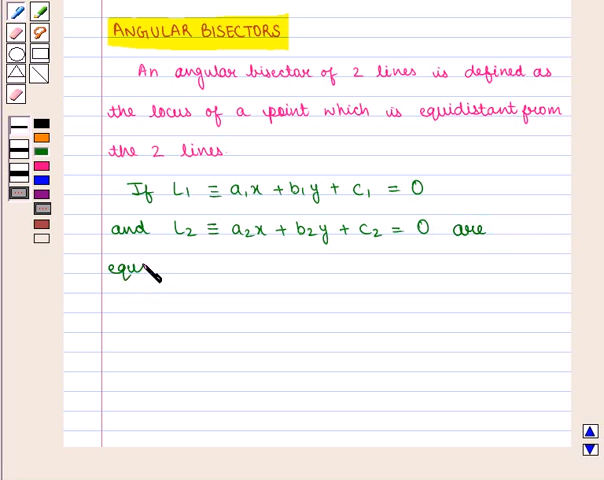 ANGULAR BISECTORS
An angular bisector of 2 lines is defined as
the locus of a point which is equidistant from
the 2 lines.
If L₁ ≡ a₁x + b₁y + c₁ = 0
and L₂ ≡ a₂x + b₂y + c₂ = 0 are
equ